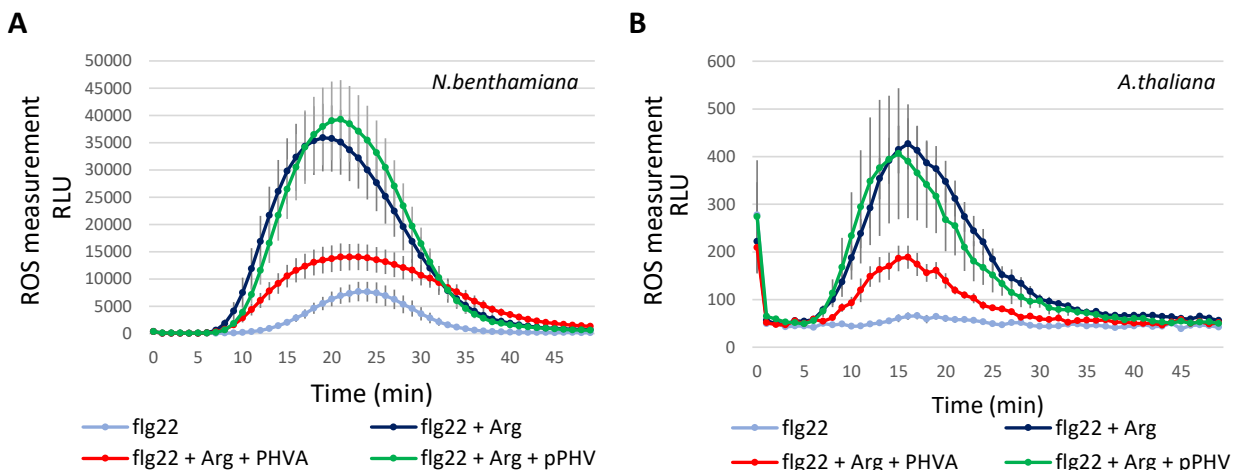 A
50000
45000
40000
35000
30000
25000
20000
15000
10000
5000
0
ROS measurement
RLU
N.benthamiana
0 5 10 15 20 25 30 35 40 45
Time (min)
flg22 flg22 + Arg
flg22 + Arg + PHVA flg22 + Arg + pPHV
B
600
500
400
300
200
100
0
ROS measurement
RLU
A.thaliana
0 5 10 15 20 25 30 35 40 45
Time (min)
flg22 flg22 + Arg
flg22 + Arg + PHVA flg22 + Arg + pPHV